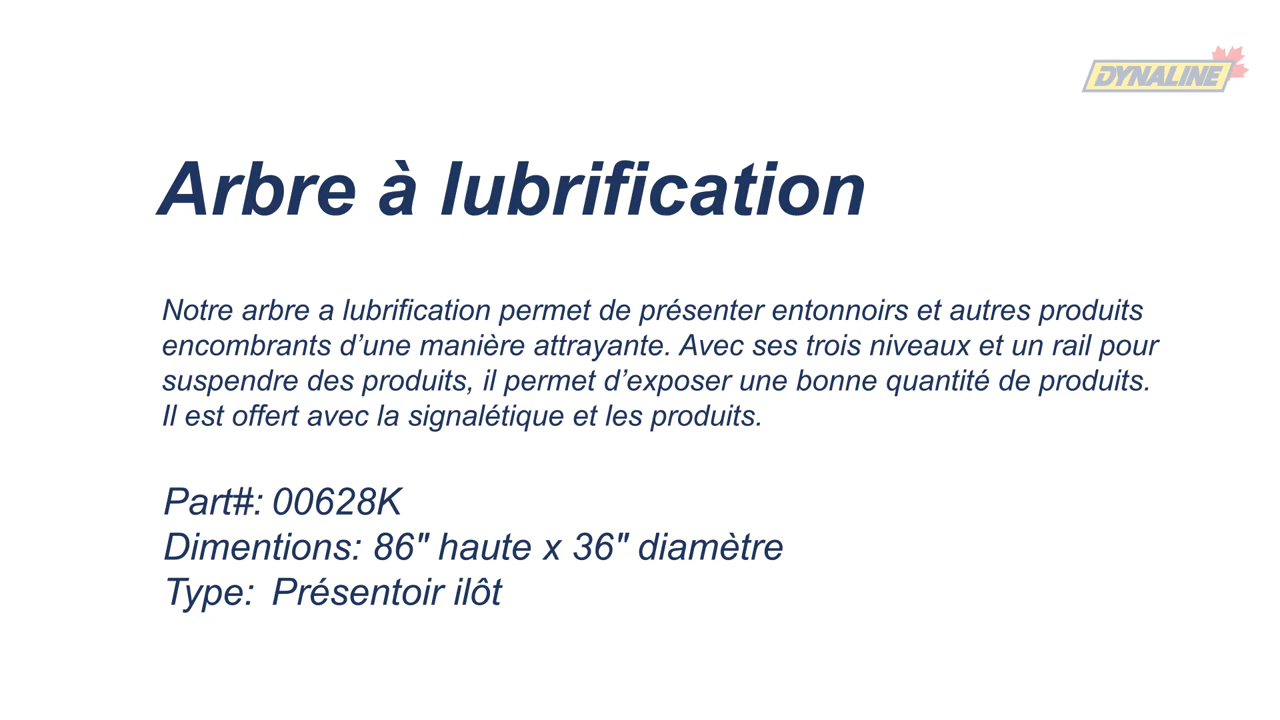 DYNALINE
Arbre à lubrification
Notre arbre a lubrification permet de présenter entonnoirs et autres produits
encombrants d’une manière attrayante. Avec ses trois niveaux et un rail pour
suspendre des produits, il permet d’exposer une bonne quantité de produits.
Il est offert avec la signalétique et les produits.
Part#: 00628K
Dimentions: 86" haute x 36" diamètre
Type: Présentoir ilôt